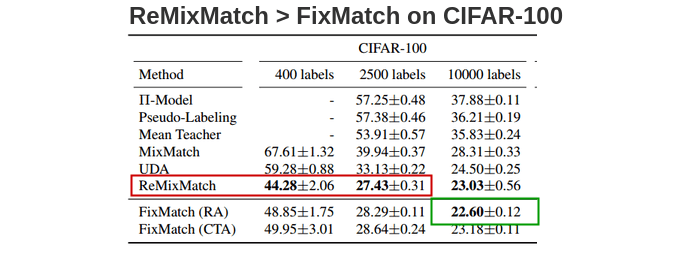 ReMixMatch > FixMatch on CIFAR-100
CIFAR-100
Method 400 labels 2500 labels 10000 labels
Π-Model - 57.25±0.48 37.88±0.11
Pseudo-Labeling - 57.38±0.46 36.21±0.19
Mean Teacher - 53.91±0.57 35.83±0.24
MixMatch 67.61±1.32 39.94±0.37 28.31±0.33
UDA 59.28±0.88 33.13±0.22 24.50±0.25
ReMixMatch 44.28±2.06 27.43±0.31 23.03±0.56
FixMatch (RA) 48.85±1.75 28.29±0.11 22.60±0.12
FixMatch (CTA) 49.95±3.01 28.64±0.24 23.18±0.11